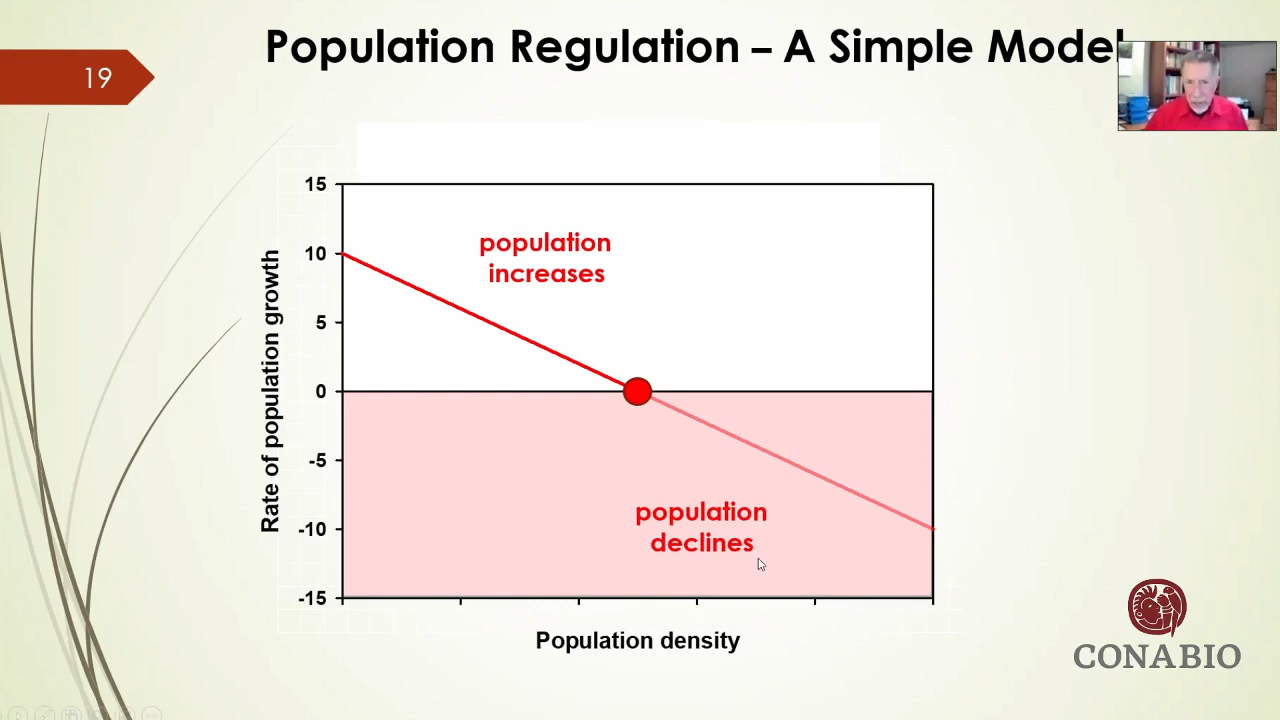 Population Regulation – A Simple Model
19
15
10
5
0
-5
-10
-15
Rate of population growth
population
increases
population
declines
Population density
CONABIO